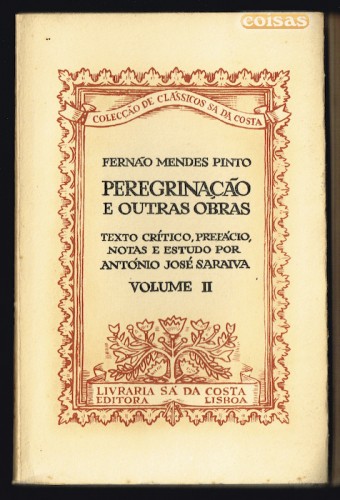 coisas
COLECÇÃO DE CLÁSSICOS SÁ DA COSTA
FERNÃO MENDES PINTO
PEREGRINAÇÃO
E OUTRAS OBRAS
TEXTO CRÍTICO, PREFÁCIO,
NOTAS E ESTUDO POR
ANTÓNIO JOSÉ SARAIVA
VOLUME II
LIVRARIA SÁ DA COSTA
EDITORA LISBOA